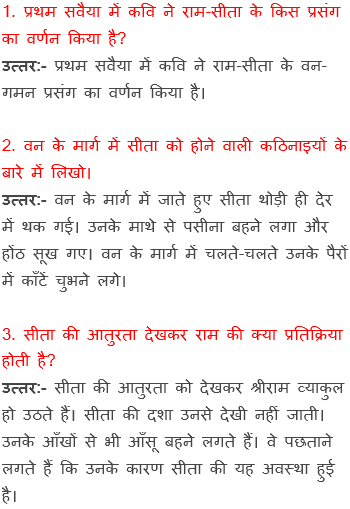 1. प्रथम सवैया में कवि ने राम-सीता के किस प्रसंग
का वर्णन किया है?
उत्तर:- प्रथम सवैया में कवि ने राम-सीता के वन-
गमन प्रसंग का वर्णन किया है।
2. वन के मार्ग में सीता को होने वाली कठिनाइयों के
बारे में लिखो।
उत्तर:- वन के मार्ग में जाते हुए सीता थोड़ी ही देर
में थक गई। उनके माथे से पसीना बहने लगा और
होंठ सूख गए। वन के मार्ग में चलते-चलते उनके पैरों
में काँटें चुभने लगे।
3. सीता की आतुरता देखकर राम की क्या प्रतिक्रिया
होती है?
उत्तर:- सीता की आतुरता को देखकर श्रीराम व्याकुल
हो उठते हैं। सीता की दशा उनसे देखी नहीं जाती।
उनके आँखों से भी आँसू बहने लगते हैं। वे पछताने
लगते हैं कि उनके कारण सीता की यह अवस्था हुई
है।